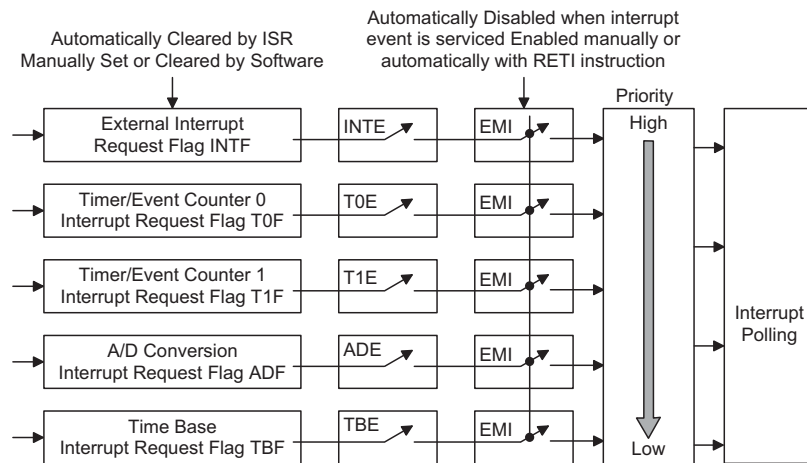 Automatically Cleared by ISR
Manually Set or Cleared by Software
Automatically Disabled when interrupt
event is serviced Enabled manually or
automatically with RETI instruction
Priority
External Interrupt
Request Flag INTF
INTE
EMI
High
Timer/Event Counter 0
Interrupt Request Flag T0F
T0E
EMI
Timer/Event Counter 1
Interrupt Request Flag T1F
T1E
EMI
Interrupt
Polling
A/D Conversion
Interrupt Request Flag ADF
ADE
EMI
Time Base
Interrupt Request Flag TBF
TBE
EMI
Low